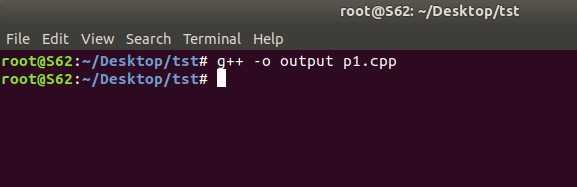 root@S62: ~/Desktop/tst
File Edit View Search Terminal Help
root@S62:~/Desktop/tst# g++ -o output p1.cpp
root@S62:~/Desktop/tst#